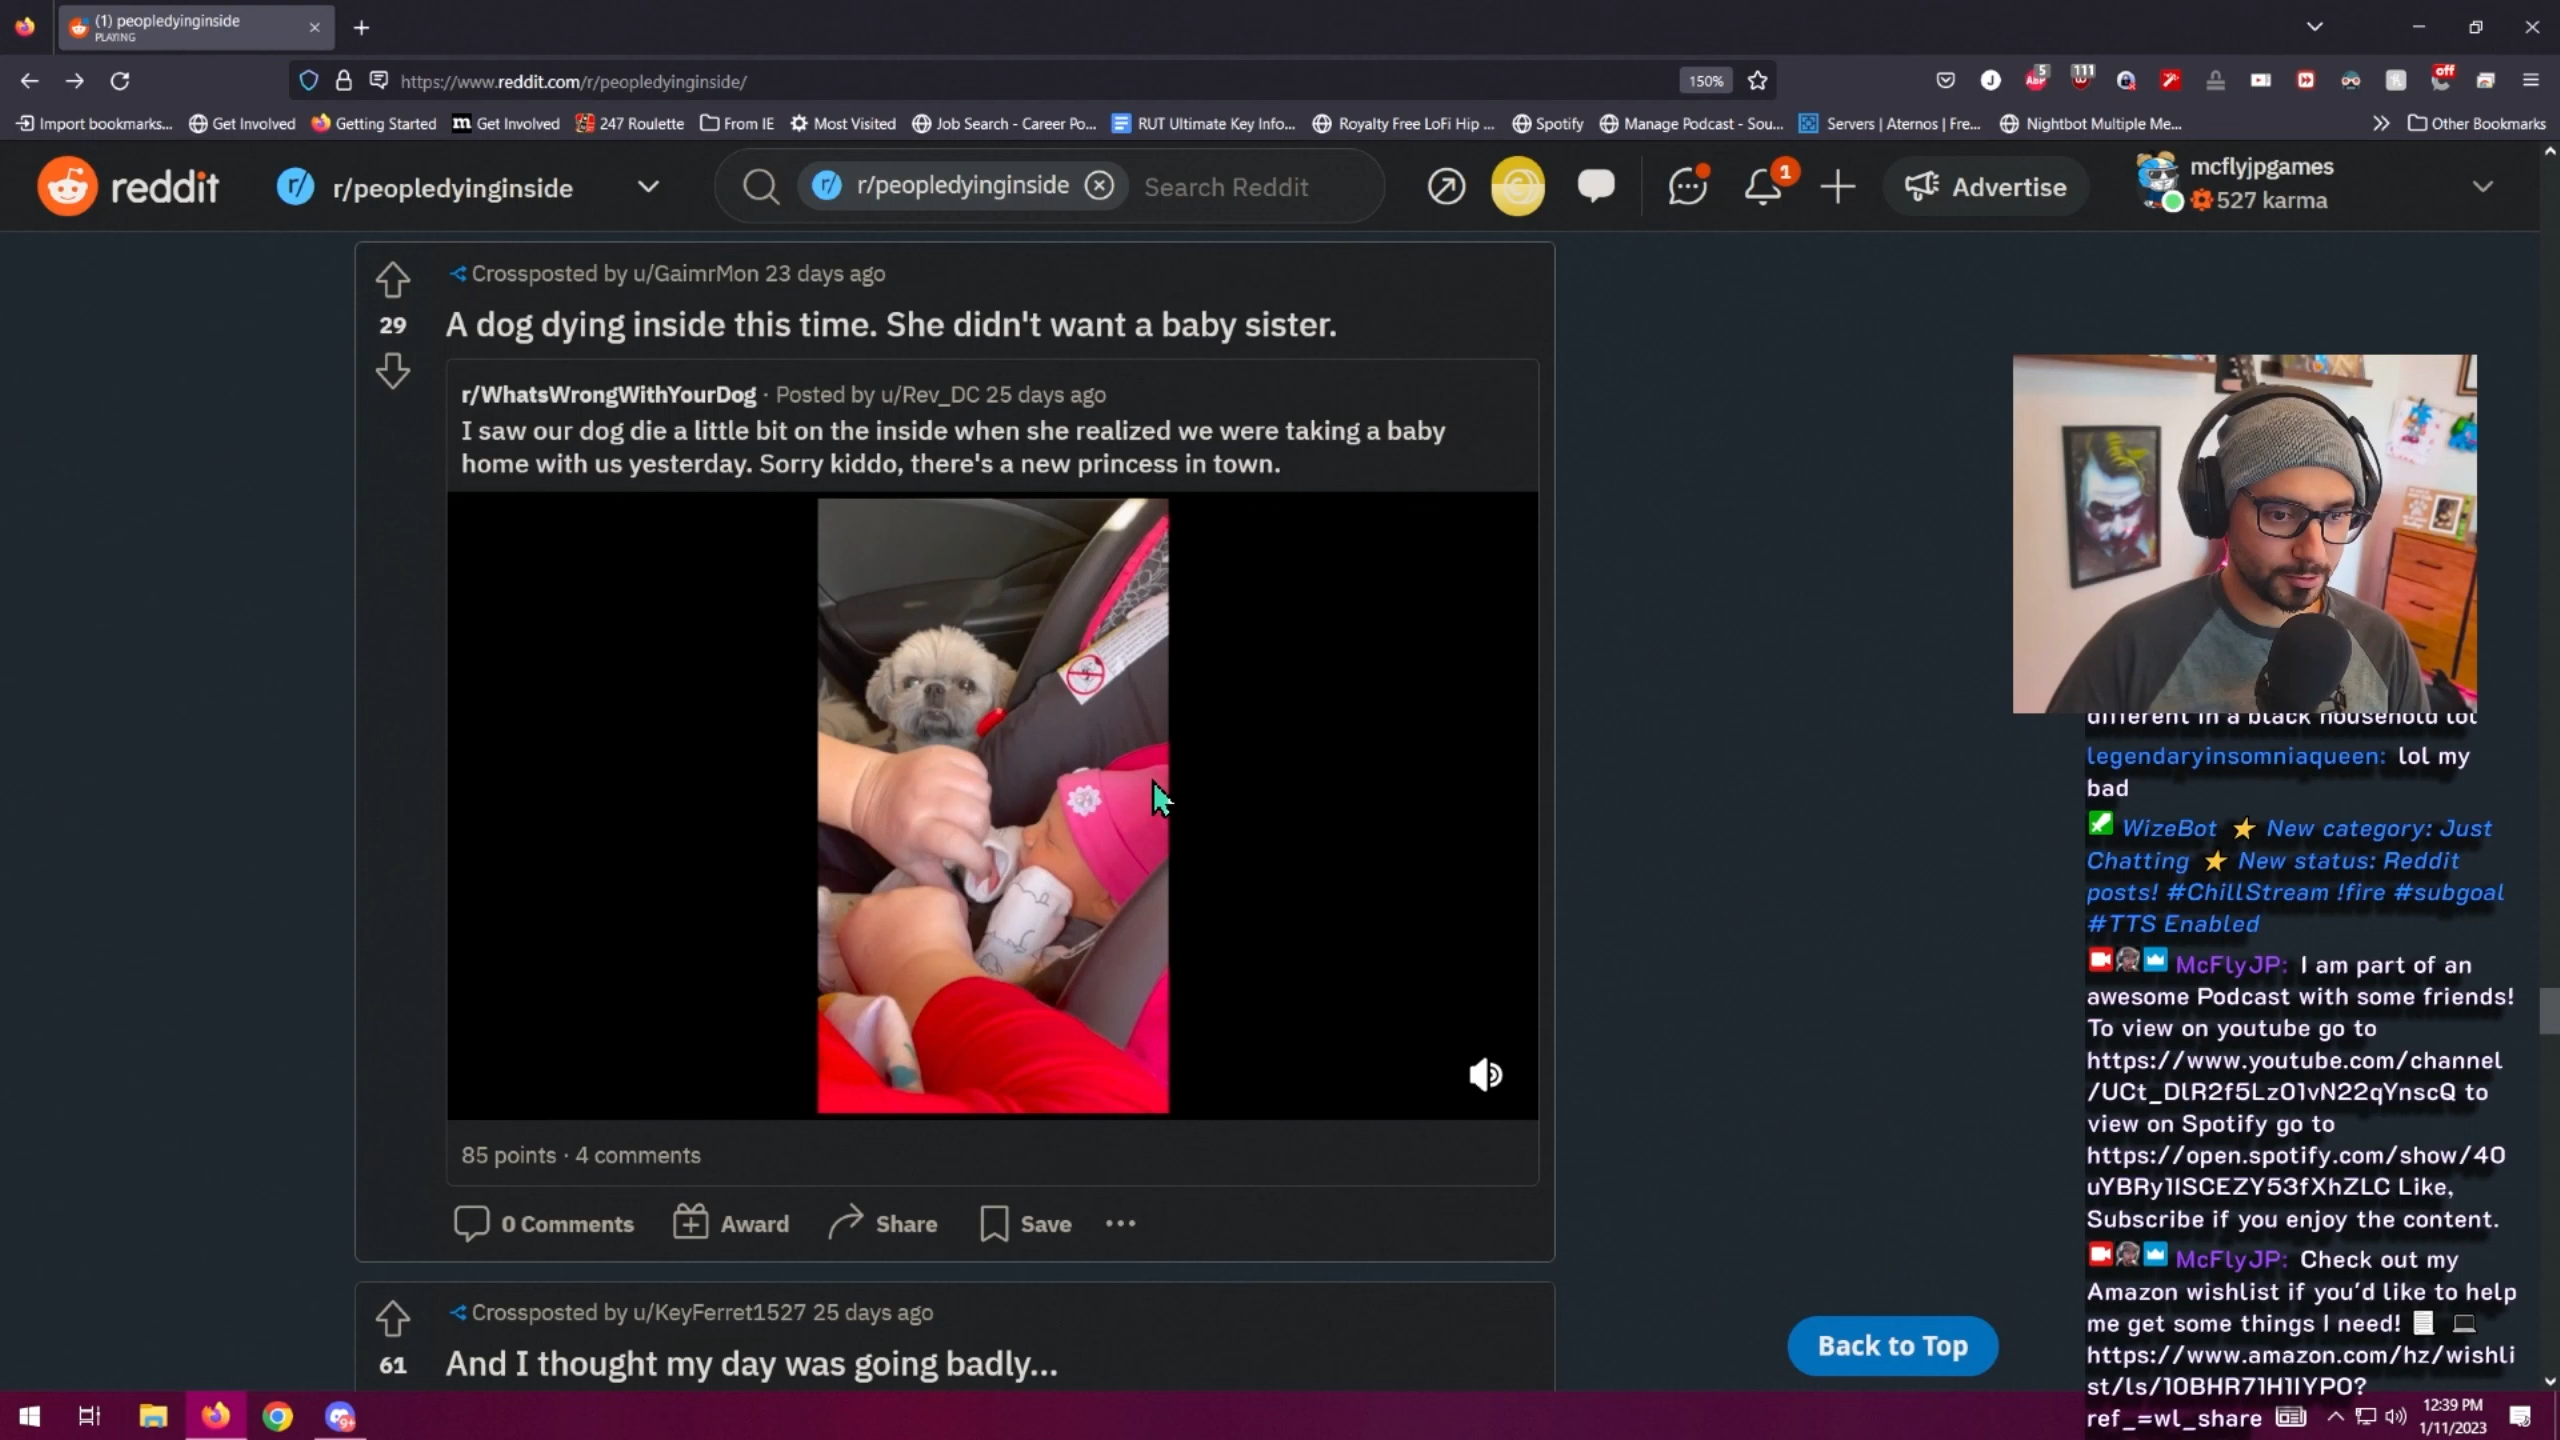 (1) peopledyinginside
PLAYING
https://www.reddit.com/r/peopledyinginside/
150%
5
111
off
Import bookmarks...
Get Involved
Getting Started
Get Involved
247 Roulette
From IE
Most Visited
Job Search - Career Po...
RUT Ultimate Key Info...
Royalty Free LoFi Hip ...
Spotify
Manage Podcast - Sou...
Servers | Aternos | Fre...
Nightbot Multiple Me...
Other Bookmarks
reddit
r/peopledyinginside
r/peopledyinginside
Search Reddit
1
Advertise
mcflyjpgames
527 karma
Crossposted by u/GaimrMon 23 days ago
29
A dog dying inside this time. She didn't want a baby sister.
r/WhatsWrongWithYourDog · Posted by u/Rev_DC 25 days ago
I saw our dog die a little bit on the inside when she realized we were taking a baby
home with us yesterday. Sorry kiddo, there's a new princess in town.
85 points · 4 comments
0 Comments
Award
Share
Save
Crossposted by u/KeyFerret1527 25 days ago
61
And I thought my day was going badly...
Back to Top
different in a black household lol
legendaryinsomniaqueen: lol my
bad
WizeBot ⭐ New category: Just
Chatting ⭐ New status: Reddit
posts! #ChillStream !fire #subgoal
#TTS Enabled
McFlyJP: I am part of an
awesome Podcast with some friends!
To view on youtube go to
https://www.youtube.com/channel
/UCt_DlR2f5LzO1vN22qYnscQ to
view on Spotify go to
https://open.spotify.com/show/4O
uYBRy1ISCEZY53fXhZLC Like,
Subscribe if you enjoy the content.
McFlyJP: Check out my
Amazon wishlist if you'd like to help
me get some things I need!
https://www.amazon.com/hz/wishli
st/ls/1OBHR71H1IYPO?
ref_=wl_share
9+
12:39 PM
1/11/2023